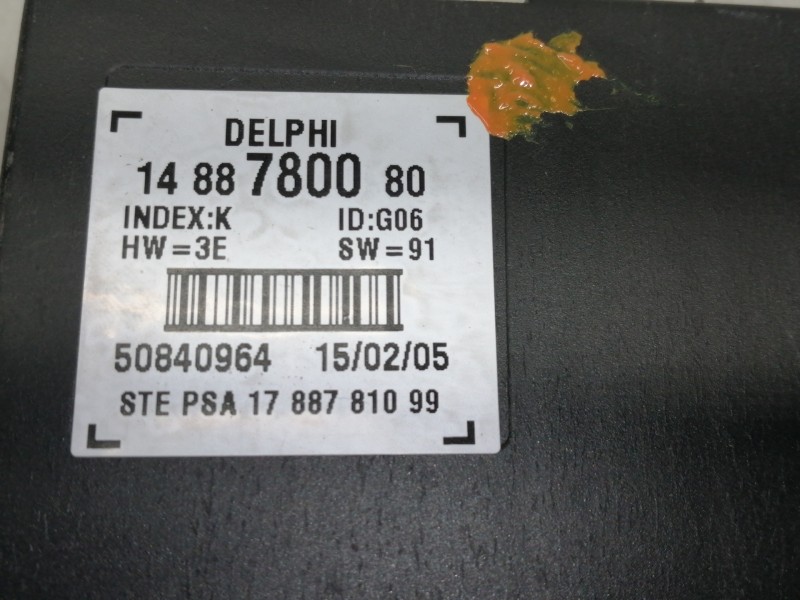 DELPHI
14 88 7800 80
INDEX:K ID:G06
HW=3E SW=91
50840964 15/02/05
STE PSA 17 887 810 99